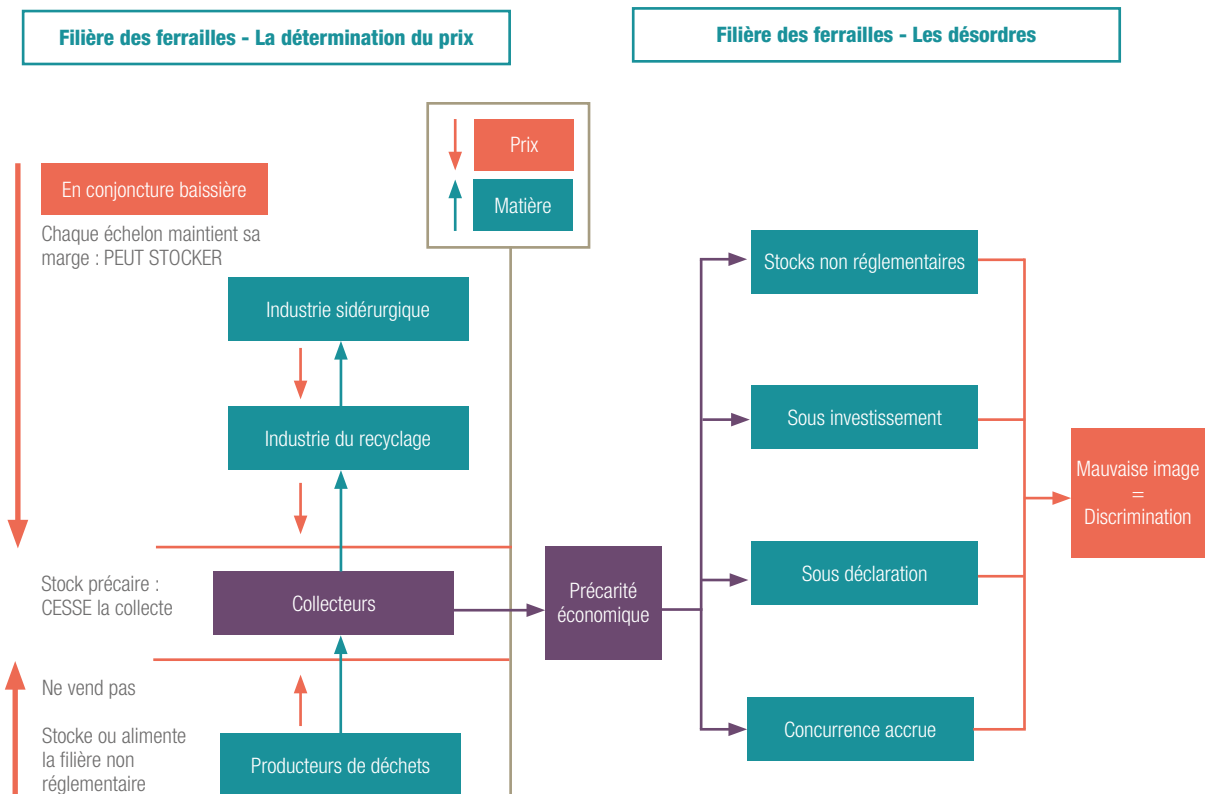 Filière des ferrailles - La détermination du prix
Filière des ferrailles - Les désordres
Prix
Matière
En conjoncture baissière
Chaque échelon maintient sa
marge : PEUT STOCKER
Industrie sidérurgique
Industrie du recyclage
Stock précaire :
CESSE la collecte
Collecteurs
Ne vend pas
Stocke ou alimente
la filière non
réglementaire
Producteurs de déchets
Précarité
économique
Stocks non réglementaires
Sous investissement
Sous déclaration
Concurrence accrue
Mauvaise image
=
Discrimination